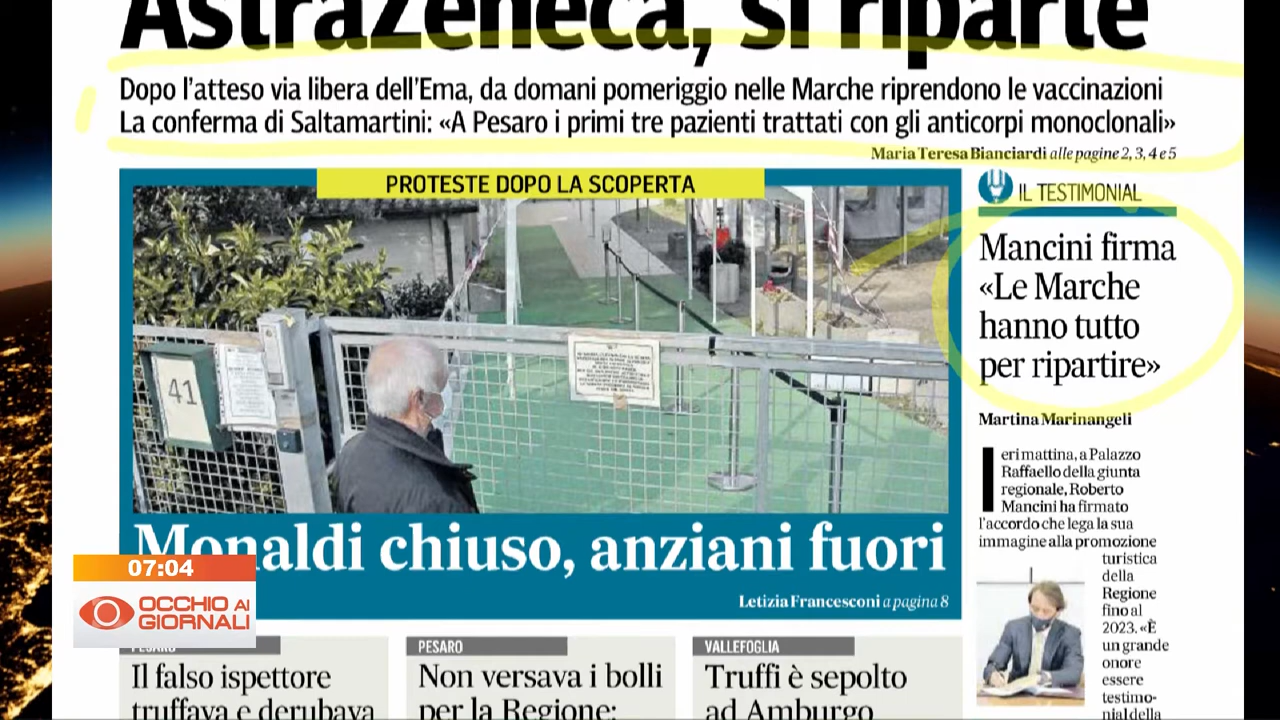 AstraZeneca, si riparte
Dopo l'atteso via libera dell'Ema, da domani pomeriggio nelle Marche riprendono le vaccinazioni
La conferma di Saltamartini: «A Pesaro i primi tre pazienti trattati con gli anticorpi monoclonali»
Maria Teresa Bianciardi alle pagine 2, 3, 4 e 5
PROTESTE DOPO LA SCOPERTA
41
Monaldi chiuso, anziani fuori
Letizia Francesconi a pagina 8
IL TESTIMONIAL
Mancini firma
«Le Marche
hanno tutto
per ripartire»
Martina Marinangeli
Ieri mattina, a Palazzo
Raffaello della giunta
regionale, Roberto
Mancini ha firmato
l'accordo che lega la sua
immagine alla promozione
turistica
della
Regione
fino al
2023. «È
un grande
onore
essere
testimo-
nial della
07:04
OCCHIO AI
GIORNALI
PESARO
Il falso ispettore
truffava e derubava
PESARO
Non versava i bolli
per la Regione:
VALLEFOGLIA
Truffi è sepolto
ad Amburgo